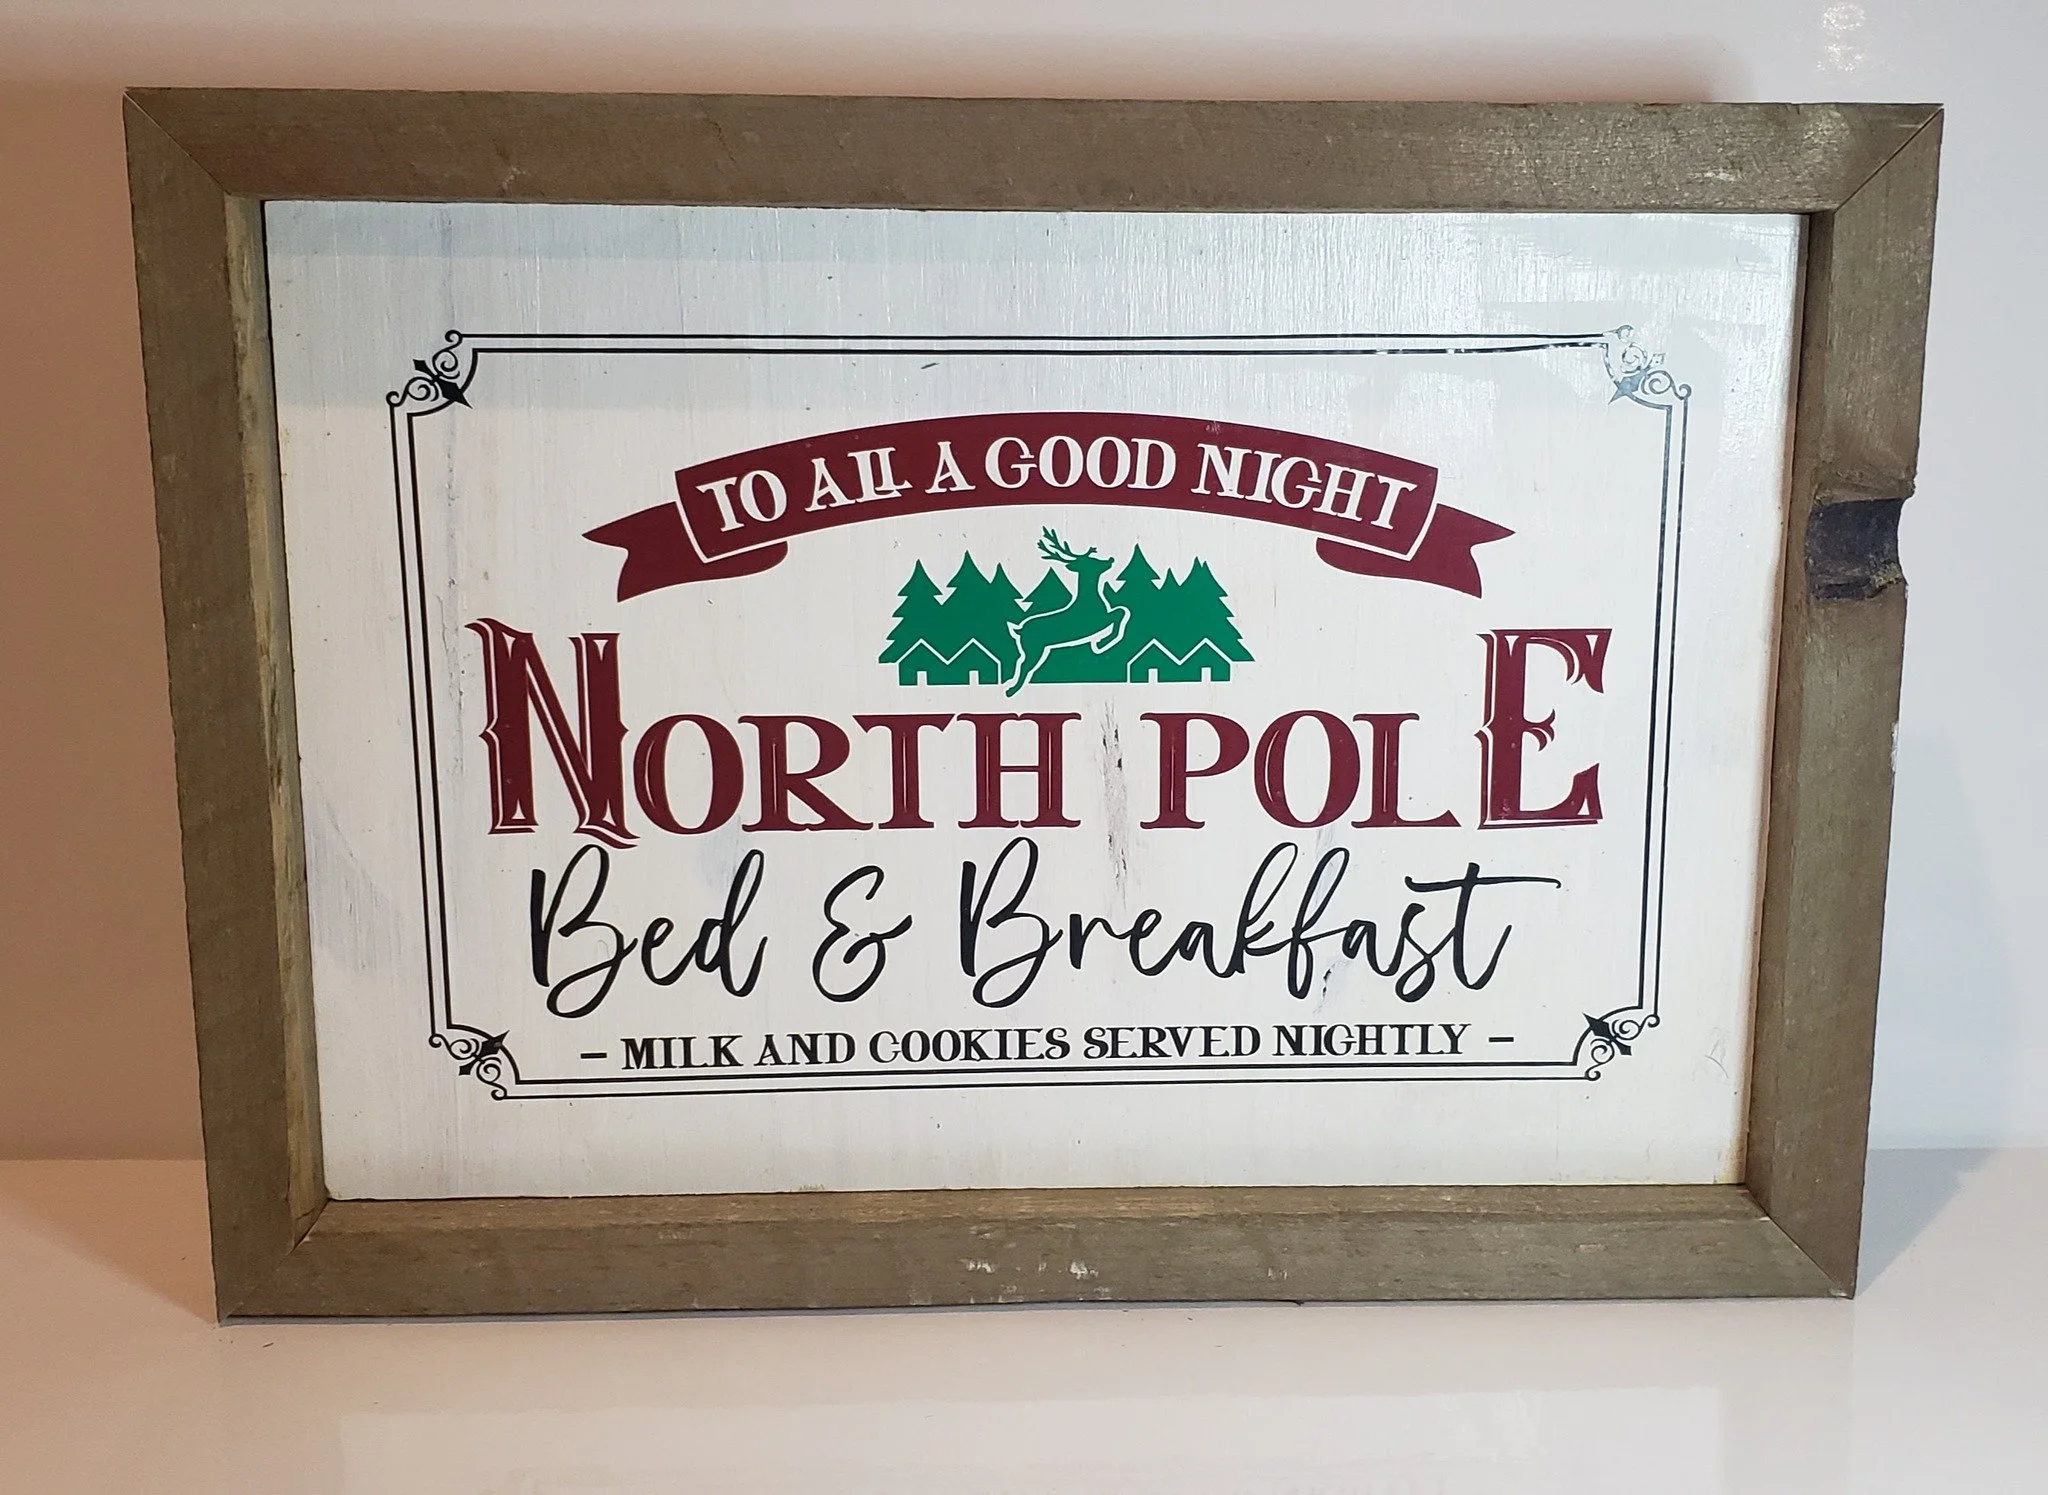 TO ALL A GOOD NIGHT
NORTH POLE
Bed & Breakfast
- MILK AND COOKIES SERVED NIGHTLY -